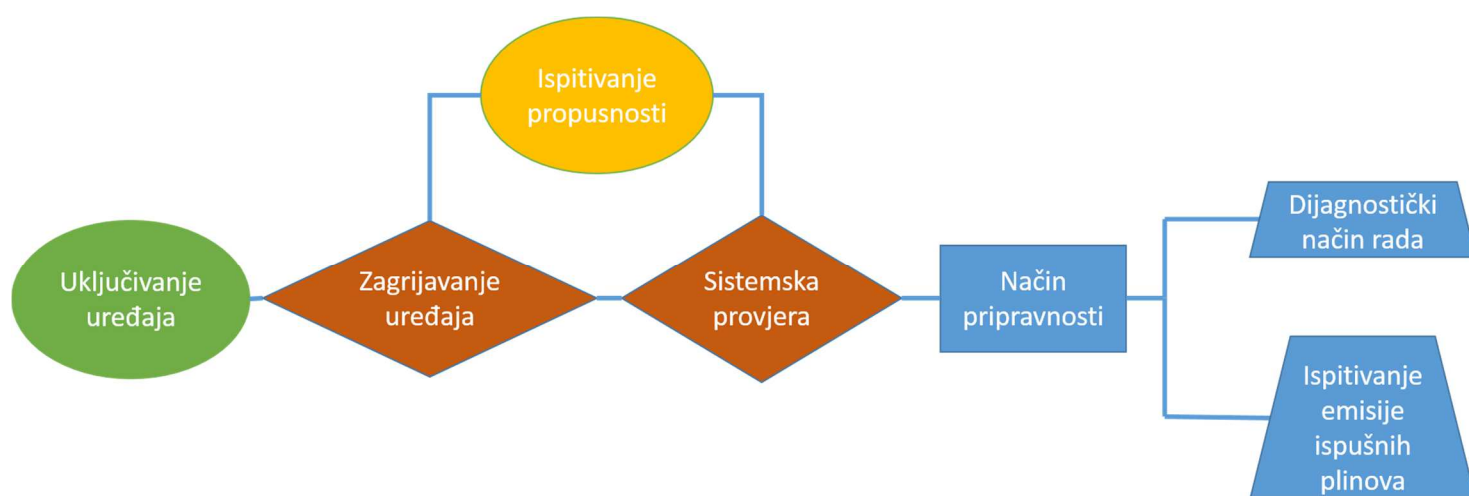 Ispitivanje
propusnosti
Uključivanje
uređaja
Zagrijavanje
uređaja
Sistemska
provjera
Način
pripravnosti
Dijagnostički
način rada
Ispitivanje
emisije
ispušnih
plinova